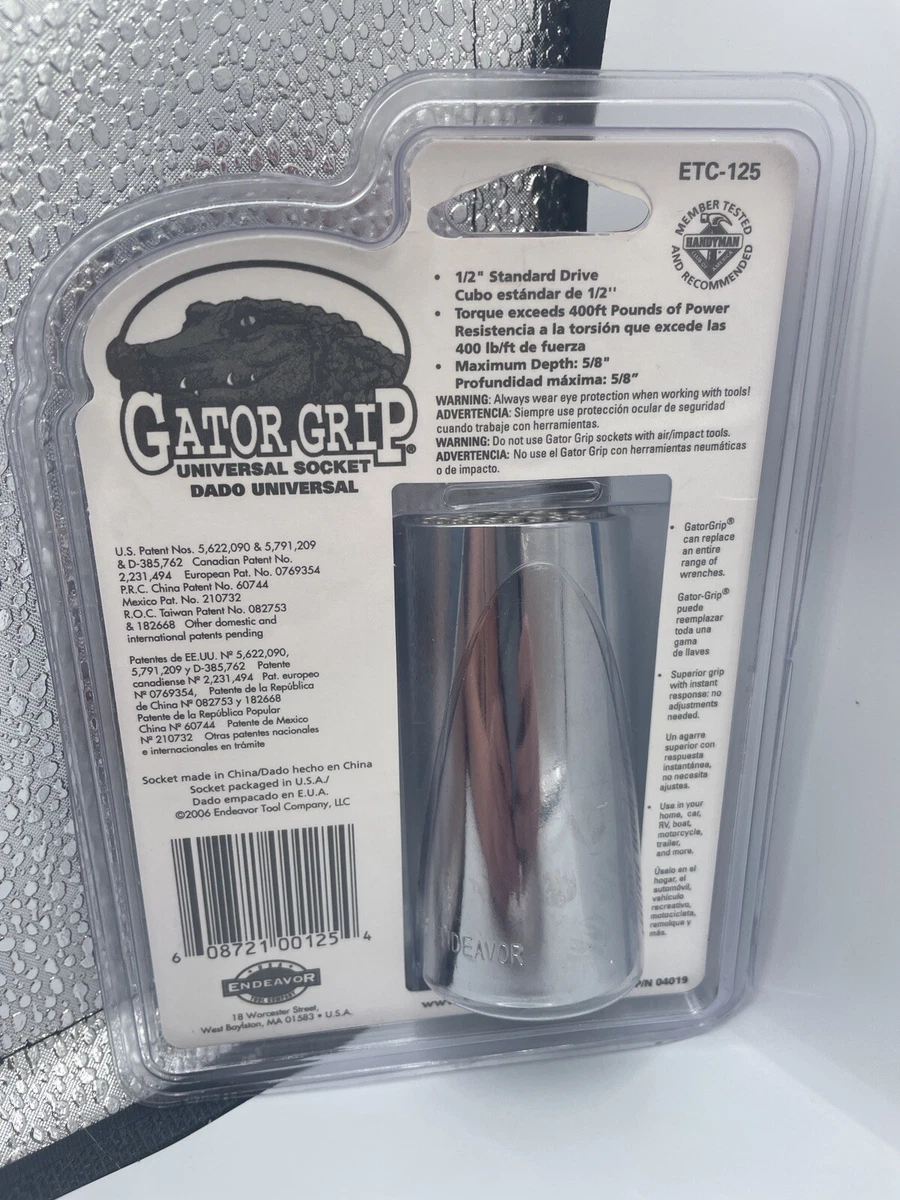 ETC-125
MEMBER TESTED
HANDYMAN
AND RECOMMENDED
• 1/2" Standard Drive
Cubo estándar de 1/2''
• Torque exceeds 400ft Pounds of Power
Resistencia a la torsión que excede las
400 lb/ft de fuerza
• Maximum Depth: 5/8"
Profundidad máxima: 5/8"
WARNING: Always wear eye protection when working with tools!
ADVERTENCIA: Siempre use protección ocular de seguridad
cuando trabaje con herramientas.
WARNING: Do not use Gator Grip sockets with air/impact tools.
ADVERTENCIA: No use el Gator Grip con herramientas neumáticas
o de impacto.
GATOR GRIP®
UNIVERSAL SOCKET
DADO UNIVERSAL
U.S. Patent Nos. 5,622,090 & 5,791,209
& D-385,762 Canadian Patent No.
2,231,494 European Pat. No. 0769354
P.R.C. China Patent No. 60744
Mexico Pat. No. 210732
R.O.C. Taiwan Patent No. 082753
& 182668 Other domestic and
international patents pending
Patentes de EE.UU. Nº 5,622,090,
5,791,209 y D-385,762 Patente
canadiense Nº 2,231,494 Pat. europeo
Nº 0769354, Patente de la República
de China Nº 082753 y 182668
Patente de la República Popular
China Nº 60744 Patente de Mexico
Nº 210732 Otras patentes nacionales
e internacionales en trámite
Socket made in China/Dado hecho en China
Socket packaged in U.S.A./
Dado empacado en E.U.A.
©2006 Endeavor Tool Company, LLC
6 08721 00125 4
ENDEAVOR
TOOL COMPANY
18 Worcester Street,
West Boylston, MA 01583 • U.S.A.
• GatorGrip®
can replace
an entire
range of
wrenches.
Gator-Grip®
puede
reemplazar
toda una
gama
de llaves
• Superior grip
with instant
response: no
adjustments
needed.
Un agarre
superior con
respuesta
instantánea,
no necesita
ajustes.
• Use in your
home, car,
RV, boat,
motorcycle,
trailer,
and more.
Úselo en el
hogar, el
automóvil,
vehículo
recreativo,
motocicleta,
remolque y
más.
NDEAVOR
www.
P/N 04019